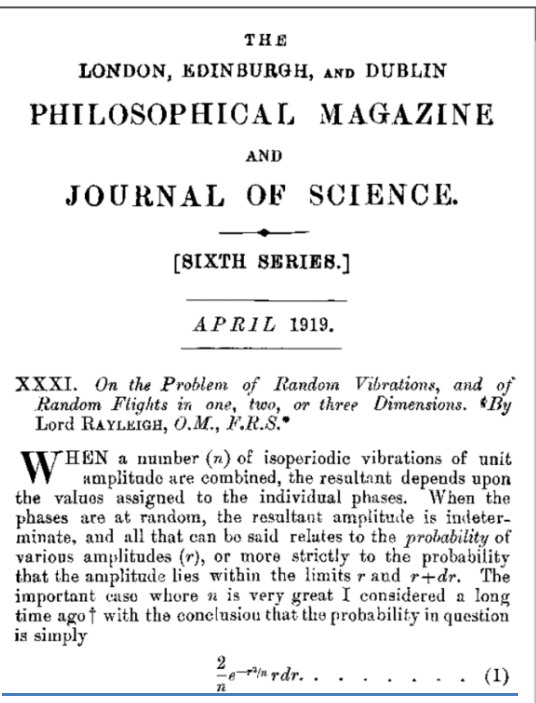 THE
LONDON, EDINBURGH, AND DUBLIN
PHILOSOPHICAL MAGAZINE
AND
JOURNAL OF SCIENCE.
[SIXTH SERIES.]
APRIL 1919.
XXXI. On the Problem of Random Vibrations, and of
Random Flights in one, two, or three Dimensions. By
Lord RAYLEIGH, O.M., F.R.S.*
WHEN a number (n) of isoperiodic vibrations of unit
amplitude are combined, the resultant depends upon
the values assigned to the individual phases. When the
phases are at random, the resultant amplitude is indeter-
minate, and all that can be said relates to the probability of
various amplitudes (r), or more strictly to the probability
that the amplitude lies within the limits r and r+dr. The
important case where n is very great I considered a long
time ago† with the conclusion that the probability in question
is simply
2/n e^{-r²/n} r dr. . . . . . . . (1)